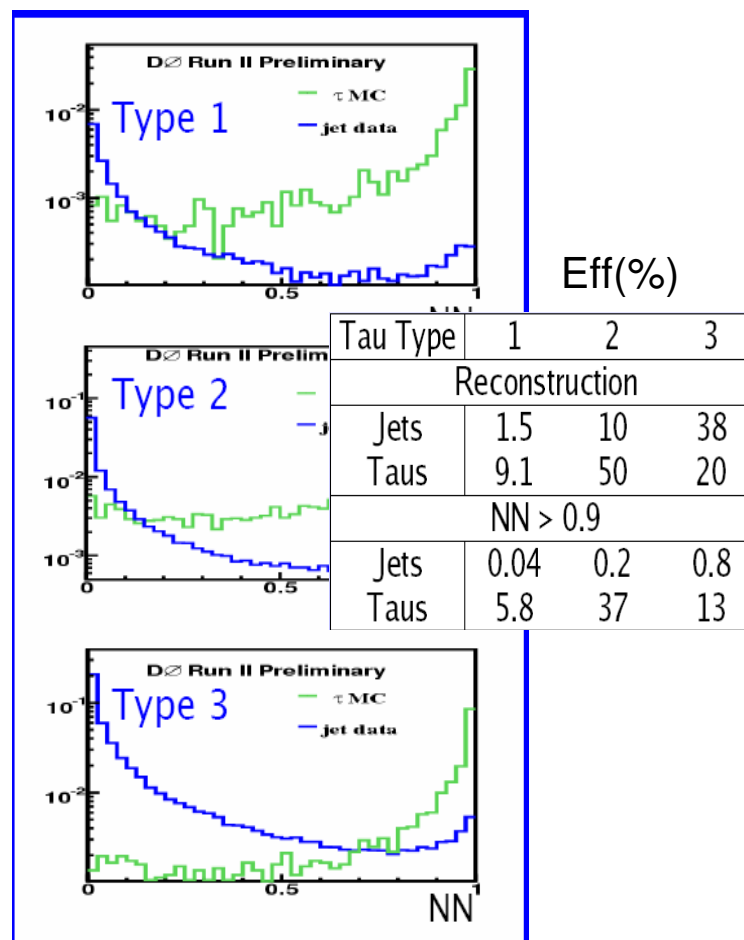 DØ Run II Preliminary
Type 1
τ MC
jet data
10⁻²
10⁻³
0 0.5 1
Eff(%)
Tau Type 1 2 3
Reconstruction
Jets 1.5 10 38
Taus 9.1 50 20
NN > 0.9
Jets 0.04 0.2 0.8
Taus 5.8 37 13
DØ Run II Prelim
Type 2
10⁻¹
10⁻²
10⁻³
0 0.5
DØ Run II Preliminary
Type 3
τ MC
jet data
10⁻¹
10⁻²
0 0.5 1
NN